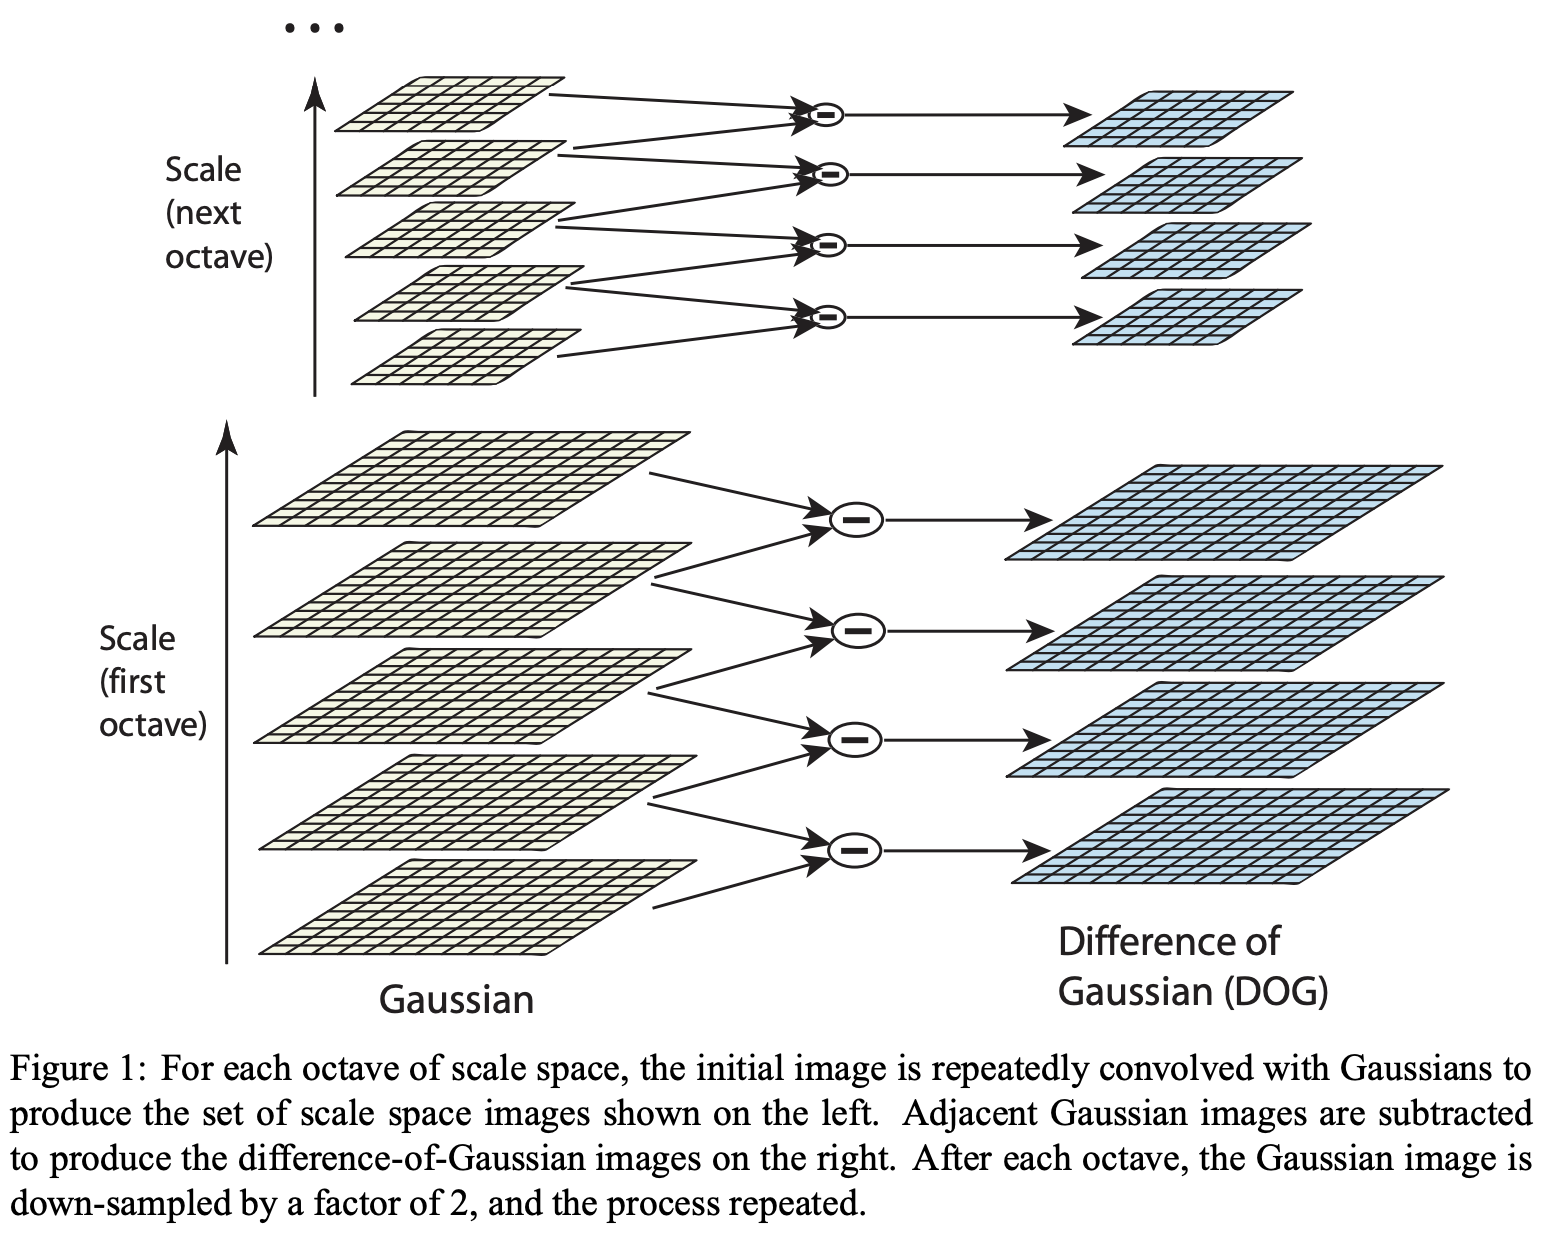 ...
Scale
(next
octave)
Scale
(first
octave)
Gaussian
Difference of
Gaussian (DOG)
Figure 1: For each octave of scale space, the initial image is repeatedly convolved with Gaussians to
produce the set of scale space images shown on the left. Adjacent Gaussian images are subtracted
to produce the difference-of-Gaussian images on the right. After each octave, the Gaussian image is
down-sampled by a factor of 2, and the process repeated.